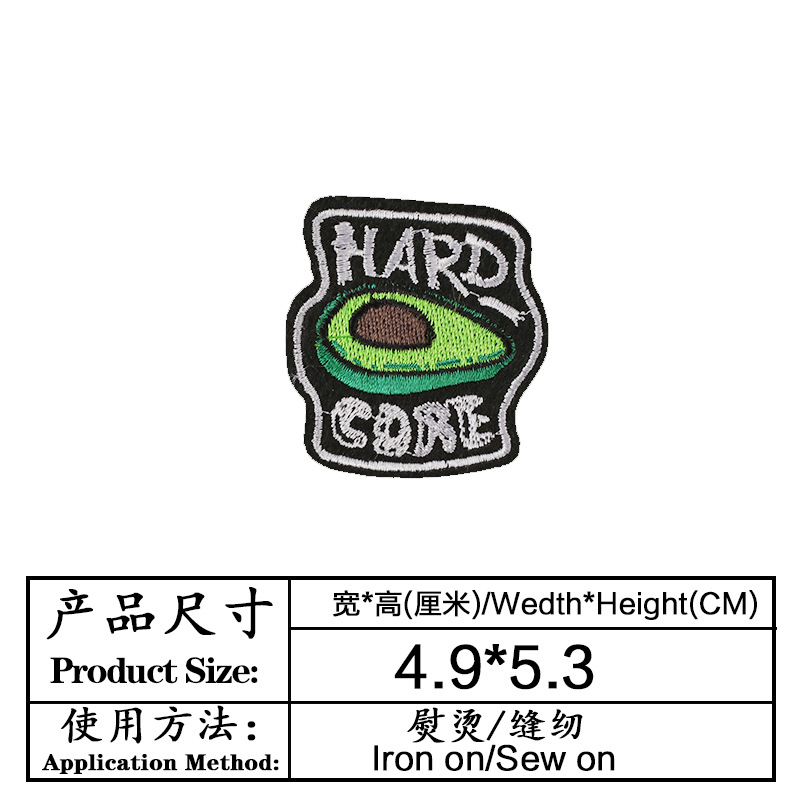 HARD
CORE
产品尺寸
Product Size:
宽*高(厘米)/Wedth*Height(CM)
4.9*5.3
使用方法:
Application Method:
熨烫/缝纫
Iron on/Sew on